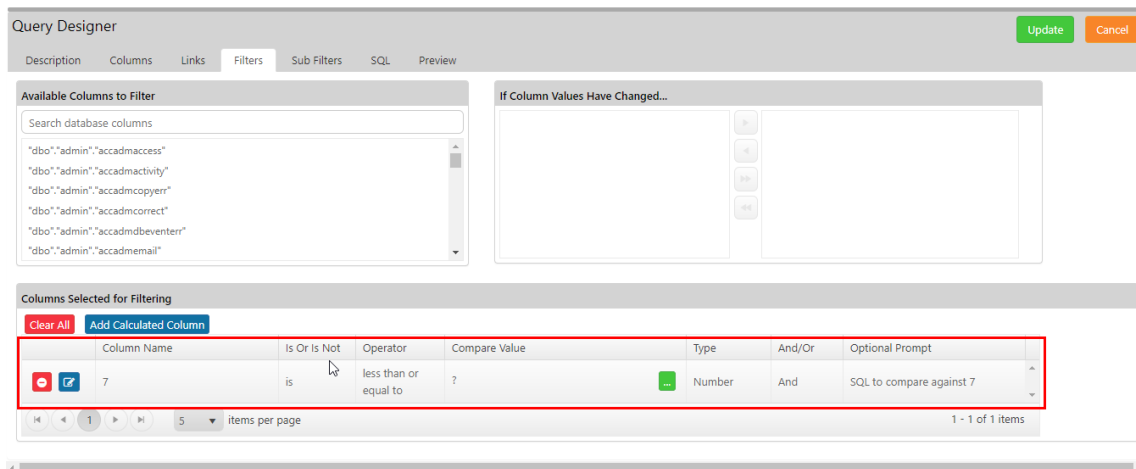 Query Designer
Update
Cancel
Description
Columns
Links
Filters
Sub Filters
SQL
Preview
Available Columns to Filter
If Column Values Have Changed...
Search database columns
"dbo"."admin"."accadmaccess"
"dbo"."admin"."accadmactivity"
"dbo"."admin"."accadmcopyerr"
"dbo"."admin"."accadmcorrect"
"dbo"."admin"."accadmdbeventerr"
"dbo"."admin"."accadmemail"
Columns Selected for Filtering
Clear All
Add Calculated Column
Column Name
Is Or Is Not
Operator
Compare Value
Type
And/Or
Optional Prompt
7
is
less than or
equal to
?
...
Number
And
SQL to compare against 7
1
5
items per page
1 - 1 of 1 items